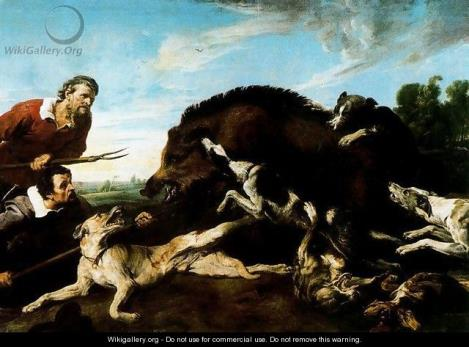 WikiGallery.Org
Wikigallery.org - Do not use for commercial use. Do not remove this warning.